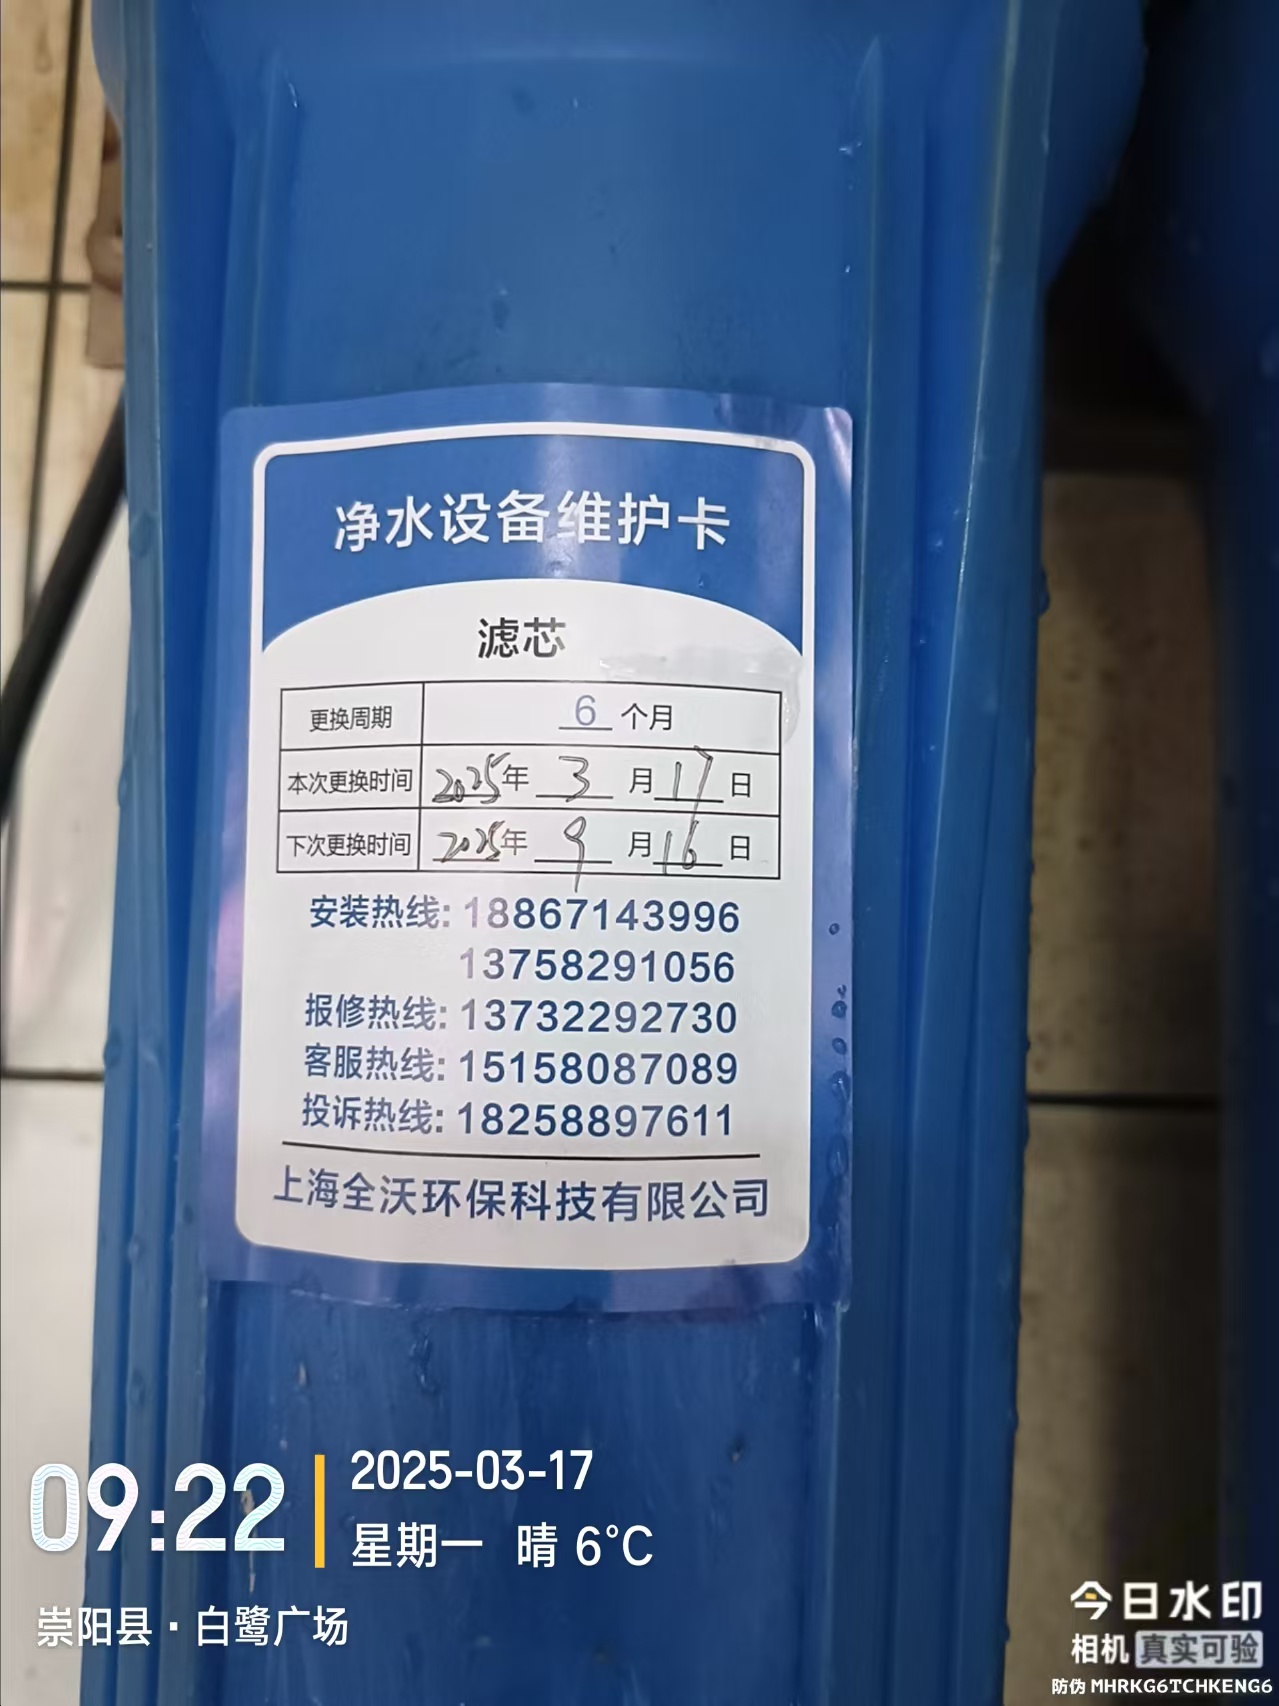 净水设备维护卡
滤芯
更换周期 6 个月
本次更换时间 2025年 3 月 17 日
下次更换时间 2025年 9 月 16 日
安装热线: 18867143996
13758291056
报修热线: 13732292730
客服热线: 15158087089
投诉热线: 18258897611
上海全沃环保科技有限公司
09:22
2025-03-17
星期一 晴 6°C
崇阳县·白鹭广场
今日水印
相机 真实可验
防伪 MHRKG6TCHKENG6